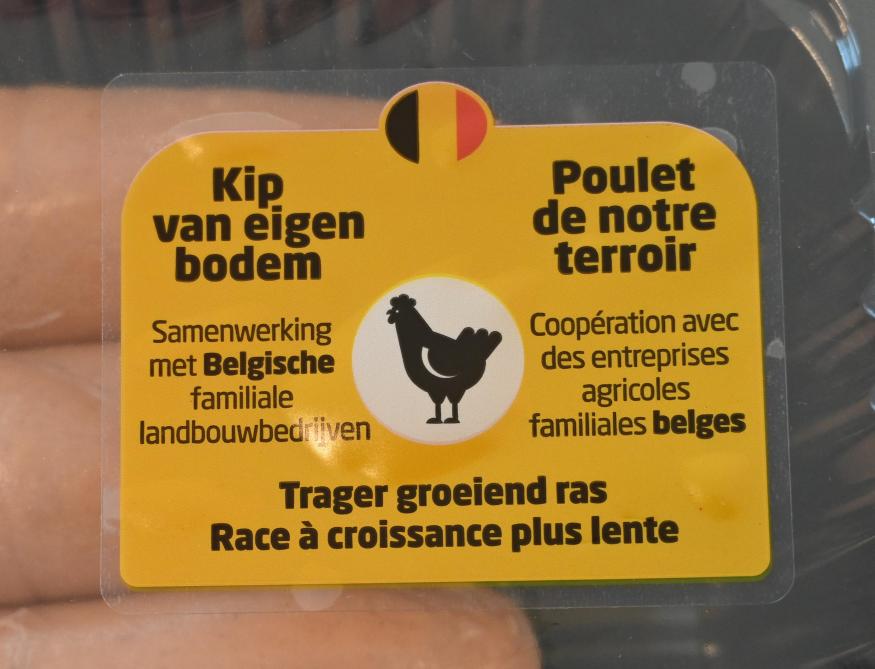 Kip
van eigen
bodem
Samenwerking
met Belgische
familiale
landbouwbedrijven
Poulet
de notre
terroir
Coopération avec
des entreprises
agricoles
familiales belges
Trager groeiend ras
Race à croissance plus lente